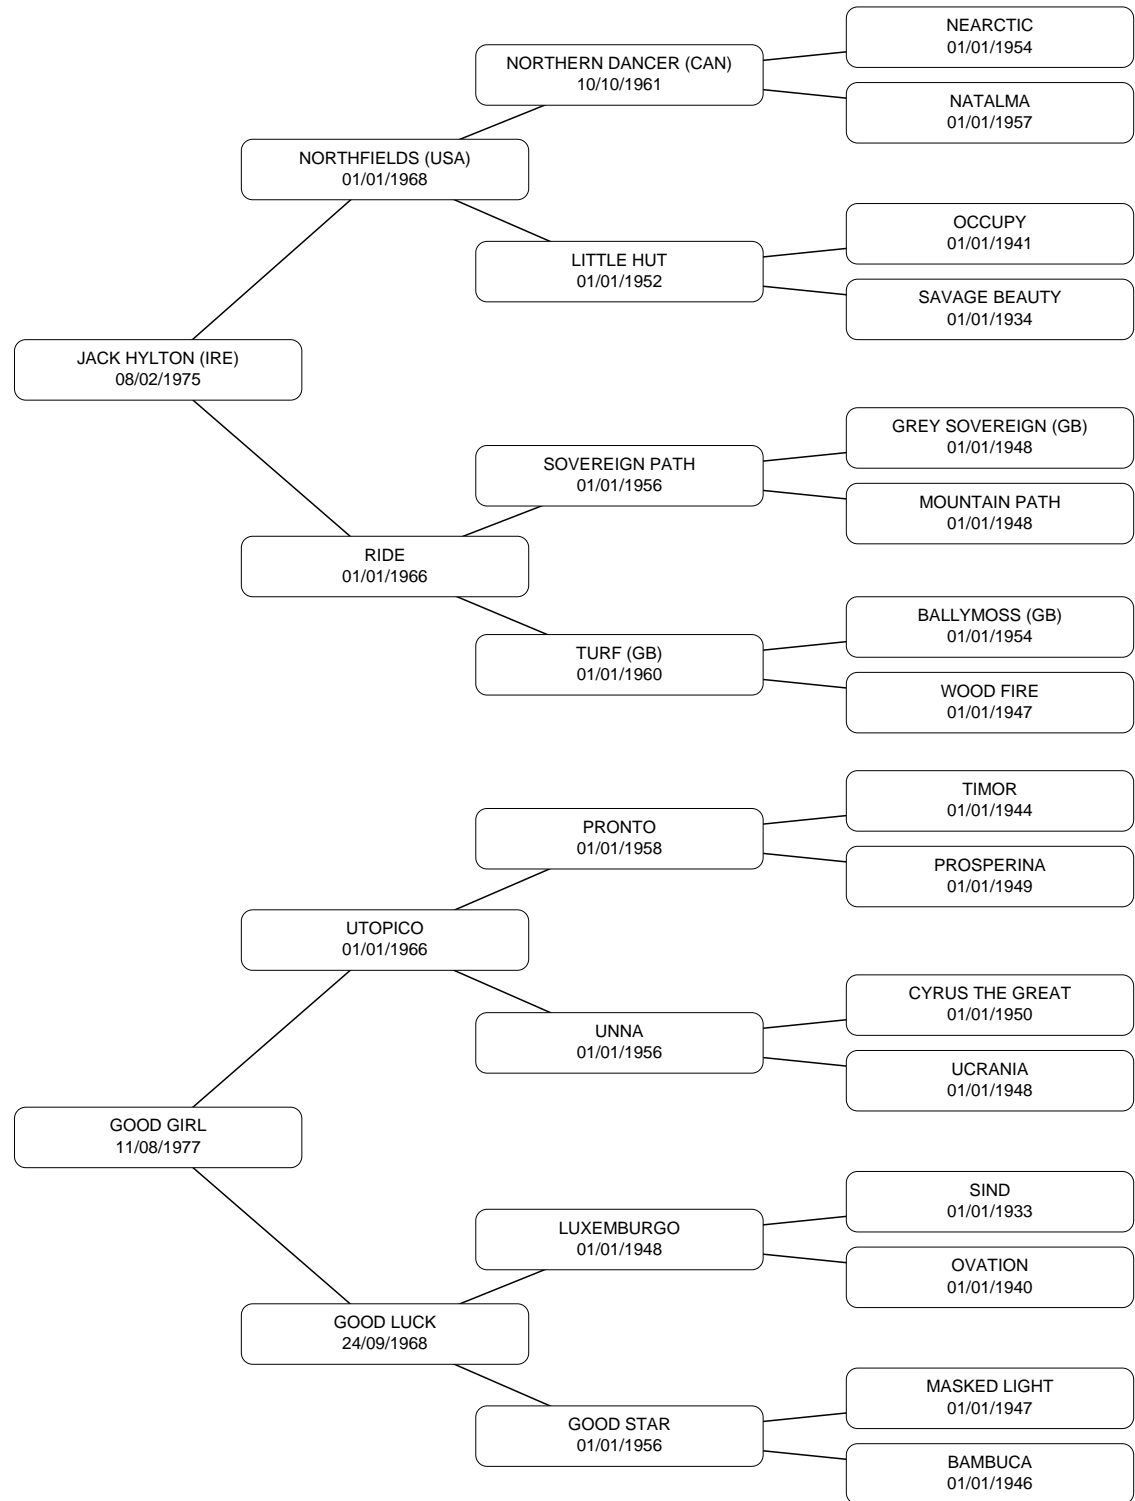 NEARCTIC
01/01/1954
NORTHERN DANCER (CAN)
10/10/1961
NATALMA
01/01/1957
NORTHFIELDS (USA)
01/01/1968
OCCUPY
01/01/1941
LITTLE HUT
01/01/1952
SAVAGE BEAUTY
01/01/1934
JACK HYLTON (IRE)
08/02/1975
GREY SOVEREIGN (GB)
01/01/1948
SOVEREIGN PATH
01/01/1956
MOUNTAIN PATH
01/01/1948
RIDE
01/01/1966
BALLYMOSS (GB)
01/01/1954
TURF (GB)
01/01/1960
WOOD FIRE
01/01/1947
TIMOR
01/01/1944
PRONTO
01/01/1958
PROSPERINA
01/01/1949
UTOPICO
01/01/1966
CYRUS THE GREAT
01/01/1950
UNNA
01/01/1956
UCRANIA
01/01/1948
GOOD GIRL
11/08/1977
SIND
01/01/1933
LUXEMBURGO
01/01/1948
OVATION
01/01/1940
GOOD LUCK
24/09/1968
MASKED LIGHT
01/01/1947
GOOD STAR
01/01/1956
BAMBUCA
01/01/1946